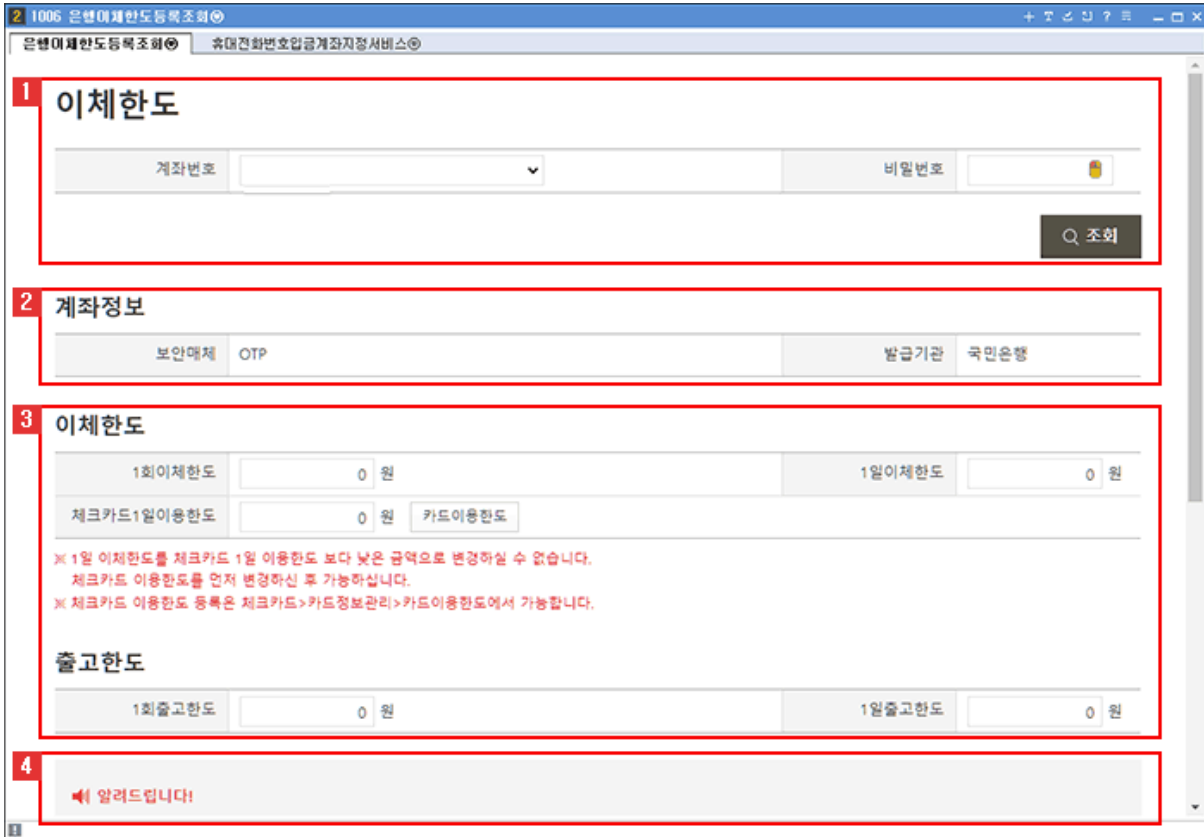 2 1006 은행이체한도등록조회㉾
은행이체한도등록조회㉾ 휴대전화번호입금계좌지정서비스㉾
1
이체한도
계좌번호 비밀번호
조회
2
계좌정보
보안매체 OTP 발급기관 국민은행
3
이체한도
1회이체한도 0 원 1일이체한도 0 원
체크카드1일이용한도 0 원 카드이용한도
※ 1일 이체한도를 체크카드 1일 이용한도 보다 낮은 금액으로 변경하실 수 없습니다.
체크카드 이용한도를 먼저 변경하신 후 가능하십니다.
※ 체크카드 이용한도 등록은 체크카드>카드정보관리>카드이용한도에서 가능합니다.
출고한도
1회출고한도 0 원 1일출고한도 0 원
4
알려드립니다!